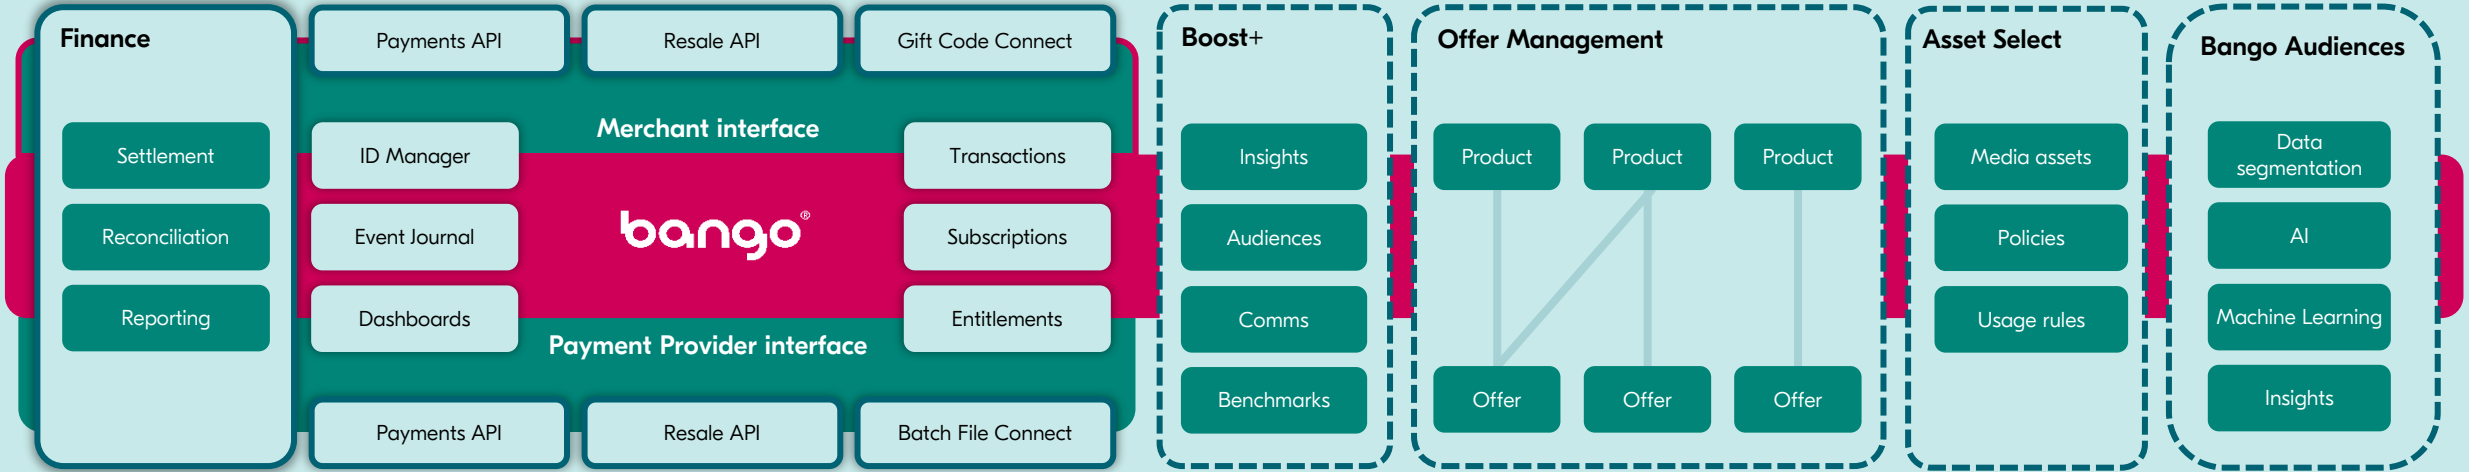 Finance
Settlement
Reconciliation
Reporting
Payments API
Resale API
Gift Code Connect
Merchant interface
ID Manager
Event Journal
Dashboards
bango®
Transactions
Subscriptions
Entitlements
Payment Provider interface
Payments API
Resale API
Batch File Connect
Boost+
Insights
Audiences
Comms
Benchmarks
Offer Management
Product
Product
Product
Offer
Offer
Offer
Asset Select
Media assets
Policies
Usage rules
Bango Audiences
Data
segmentation
AI
Machine Learning
Insights